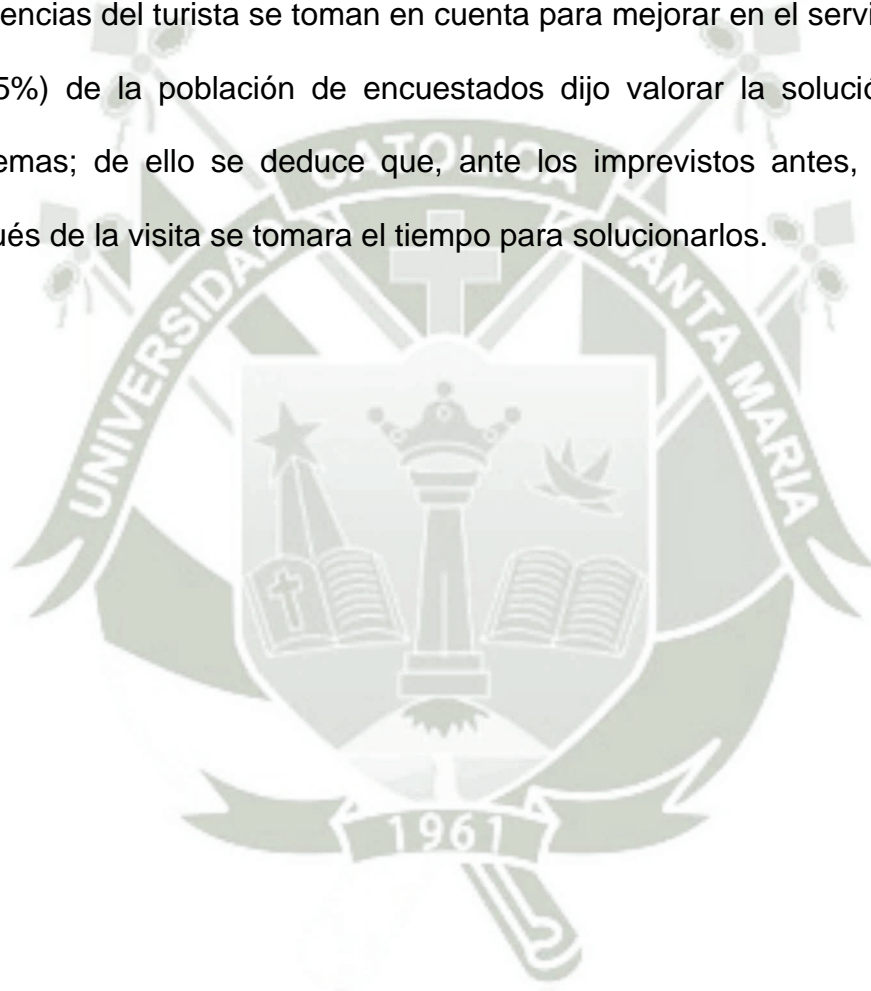 encias del turista se toman en cuenta para mejorar en el servi
5%) de la población de encuestados dijo valorar la solució
emas; de ello se deduce que, ante los imprevistos antes,
ués de la visita se tomara el tiempo para solucionarlos.
UNIVERSIDAD CATOLICA SANTA MARIA
1961